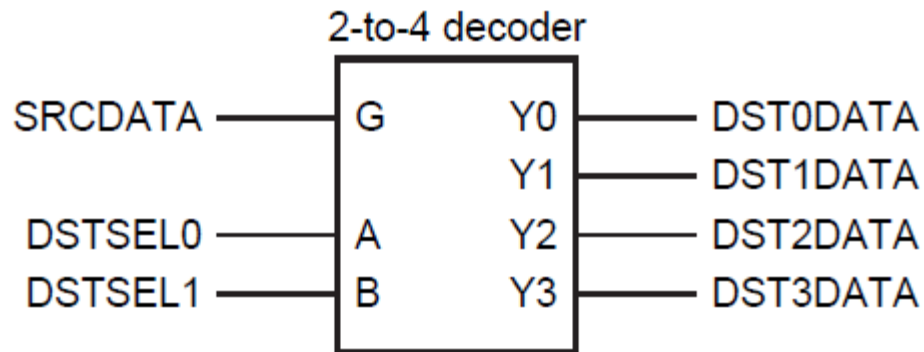 2-to-4 decoder
SRCDATA G Y0 DST0DATA
Y1 DST1DATA
DSTSEL0 A Y2 DST2DATA
DSTSEL1 B Y3 DST3DATA